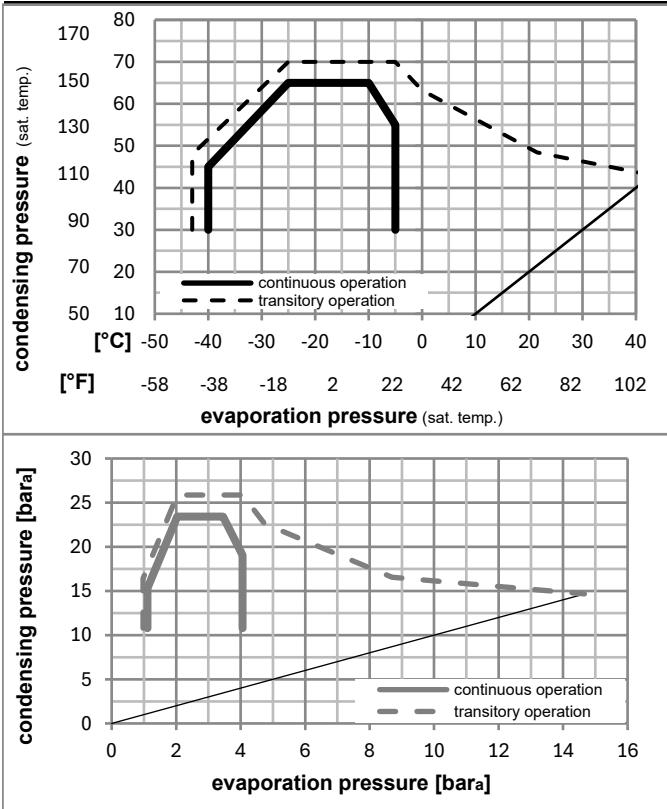 condensing pressure (sat. temp.)
170 80
70
150 60
130 50
110 40
90 30
70 20
50 10
continuous operation
transitory operation
[°C] -50 -40 -30 -20 -10 0 10 20 30 40
[°F] -58 -38 -18 2 22 42 62 82 102
evaporation pressure (sat. temp.)
condensing pressure [bara]
30
25
20
15
10
5
0
continuous operation
transitory operation
0 2 4 6 8 10 12 14 16
evaporation pressure [bara]